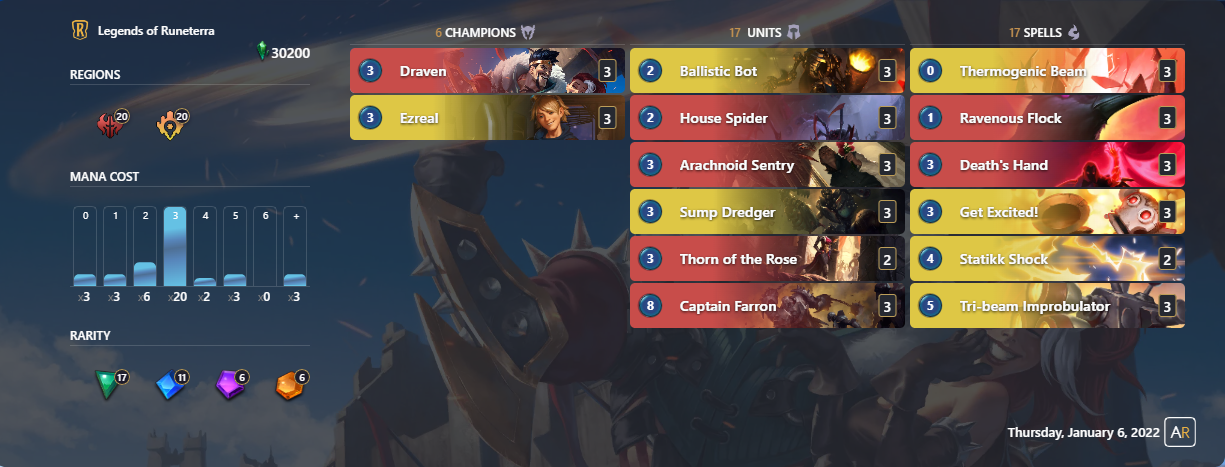 Legends of Runeterra
30200
REGIONS
20
20
MANA COST
0 1 2 3 4 5 6 +
x3 x3 x6 x20 x2 x3 x0 x3
RARITY
17 11 6 6
6 CHAMPIONS
3 Draven 3
3 Ezreal 3
17 UNITS
2 Ballistic Bot 3
2 House Spider 3
3 Arachnoid Sentry 3
3 Sump Dredger 3
3 Thorn of the Rose 2
8 Captain Farron 3
17 SPELLS
0 Thermogenic Beam 3
1 Ravenous Flock 3
3 Death's Hand 3
3 Get Excited! 3
4 Statikk Shock 2
5 Tri-beam Improbulator 3
Thursday, January 6, 2022 AR